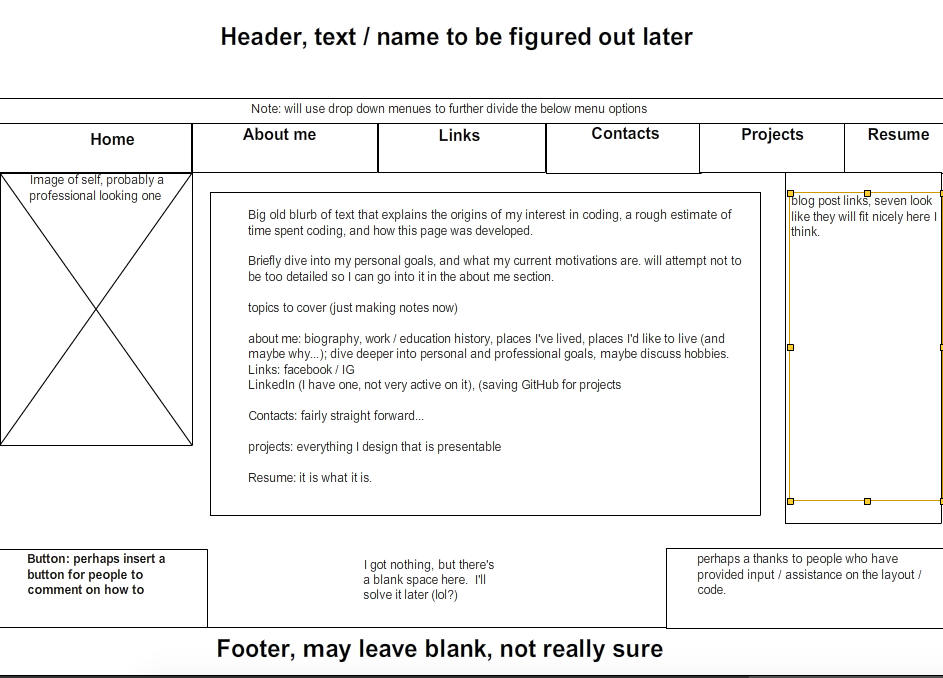 Header, text / name to be figured out later
Note: will use drop down menues to further divide the below menu options
Home
About me
Links
Contacts
Projects
Resume
Image of self, probably a
professional looking one
Big old blurb of text that explains the origins of my interest in coding, a rough estimate of
time spent coding, and how this page was developed.
Briefly dive into my personal goals, and what my current motivations are. will attempt not to
be too detailed so I can go into it in the about me section.
topics to cover (just making notes now)
about me: biography, work / education history, places I've lived, places I'd like to live (and
maybe why...); dive deeper into personal and professional goals, maybe discuss hobbies.
Links: facebook / IG
LinkedIn (I have one, not very active on it), (saving GitHub for projects
Contacts: fairly straight forward...
projects: everything I design that is presentable
Resume: it is what it is.
blog post links, seven look
like they will fit nicely here I
think.
Button: perhaps insert a
button for people to
comment on how to
I got nothing, but there's
a blank space here. I'll
solve it later (lol?)
perhaps a thanks to people who have
provided input / assistance on the layout /
code.
Footer, may leave blank, not really sure